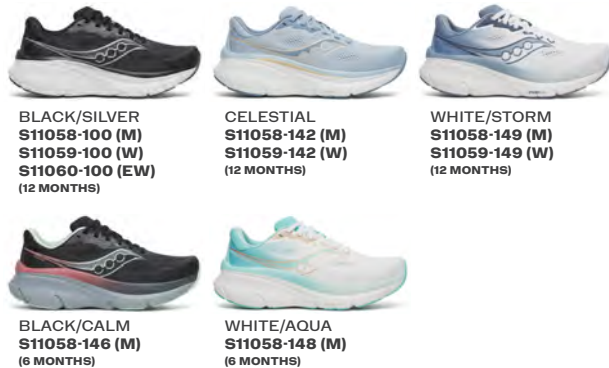 BLACK/SILVER
S11058-100 (M)
S11059-100 (W)
S11060-100 (EW)
(12 MONTHS)
CELESTIAL
S11058-142 (M)
S11059-142 (W)
(12 MONTHS)
WHITE/STORM
S11058-149 (M)
S11059-149 (W)
(12 MONTHS)
BLACK/CALM
S11058-146 (M)
(6 MONTHS)
WHITE/AQUA
S11058-148 (M)
(6 MONTHS)